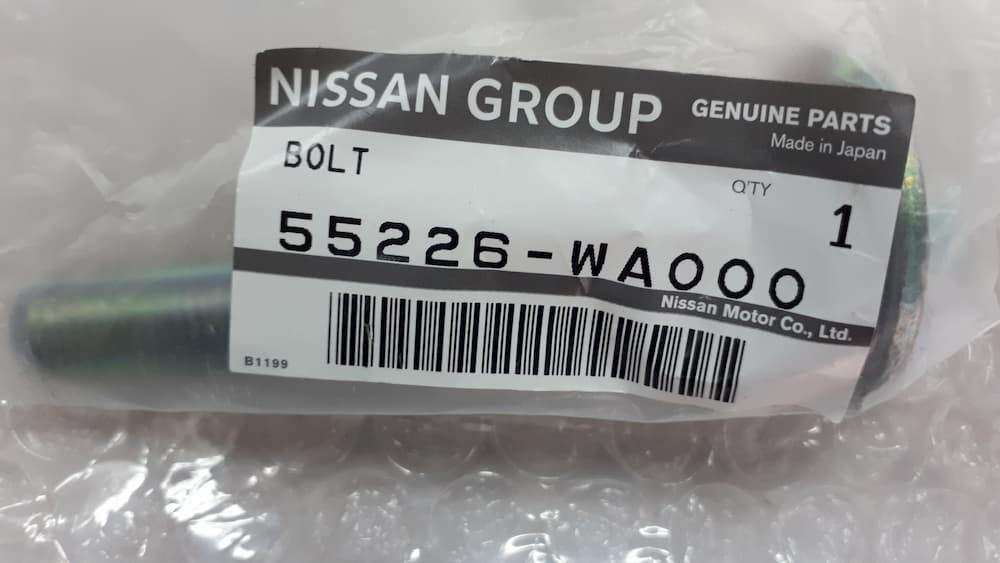 NISSAN GROUP GENUINE PARTS
Made in Japan
BOLT
Q'TY
1
55226-WA000
Nissan Motor Co., Ltd.
B1199